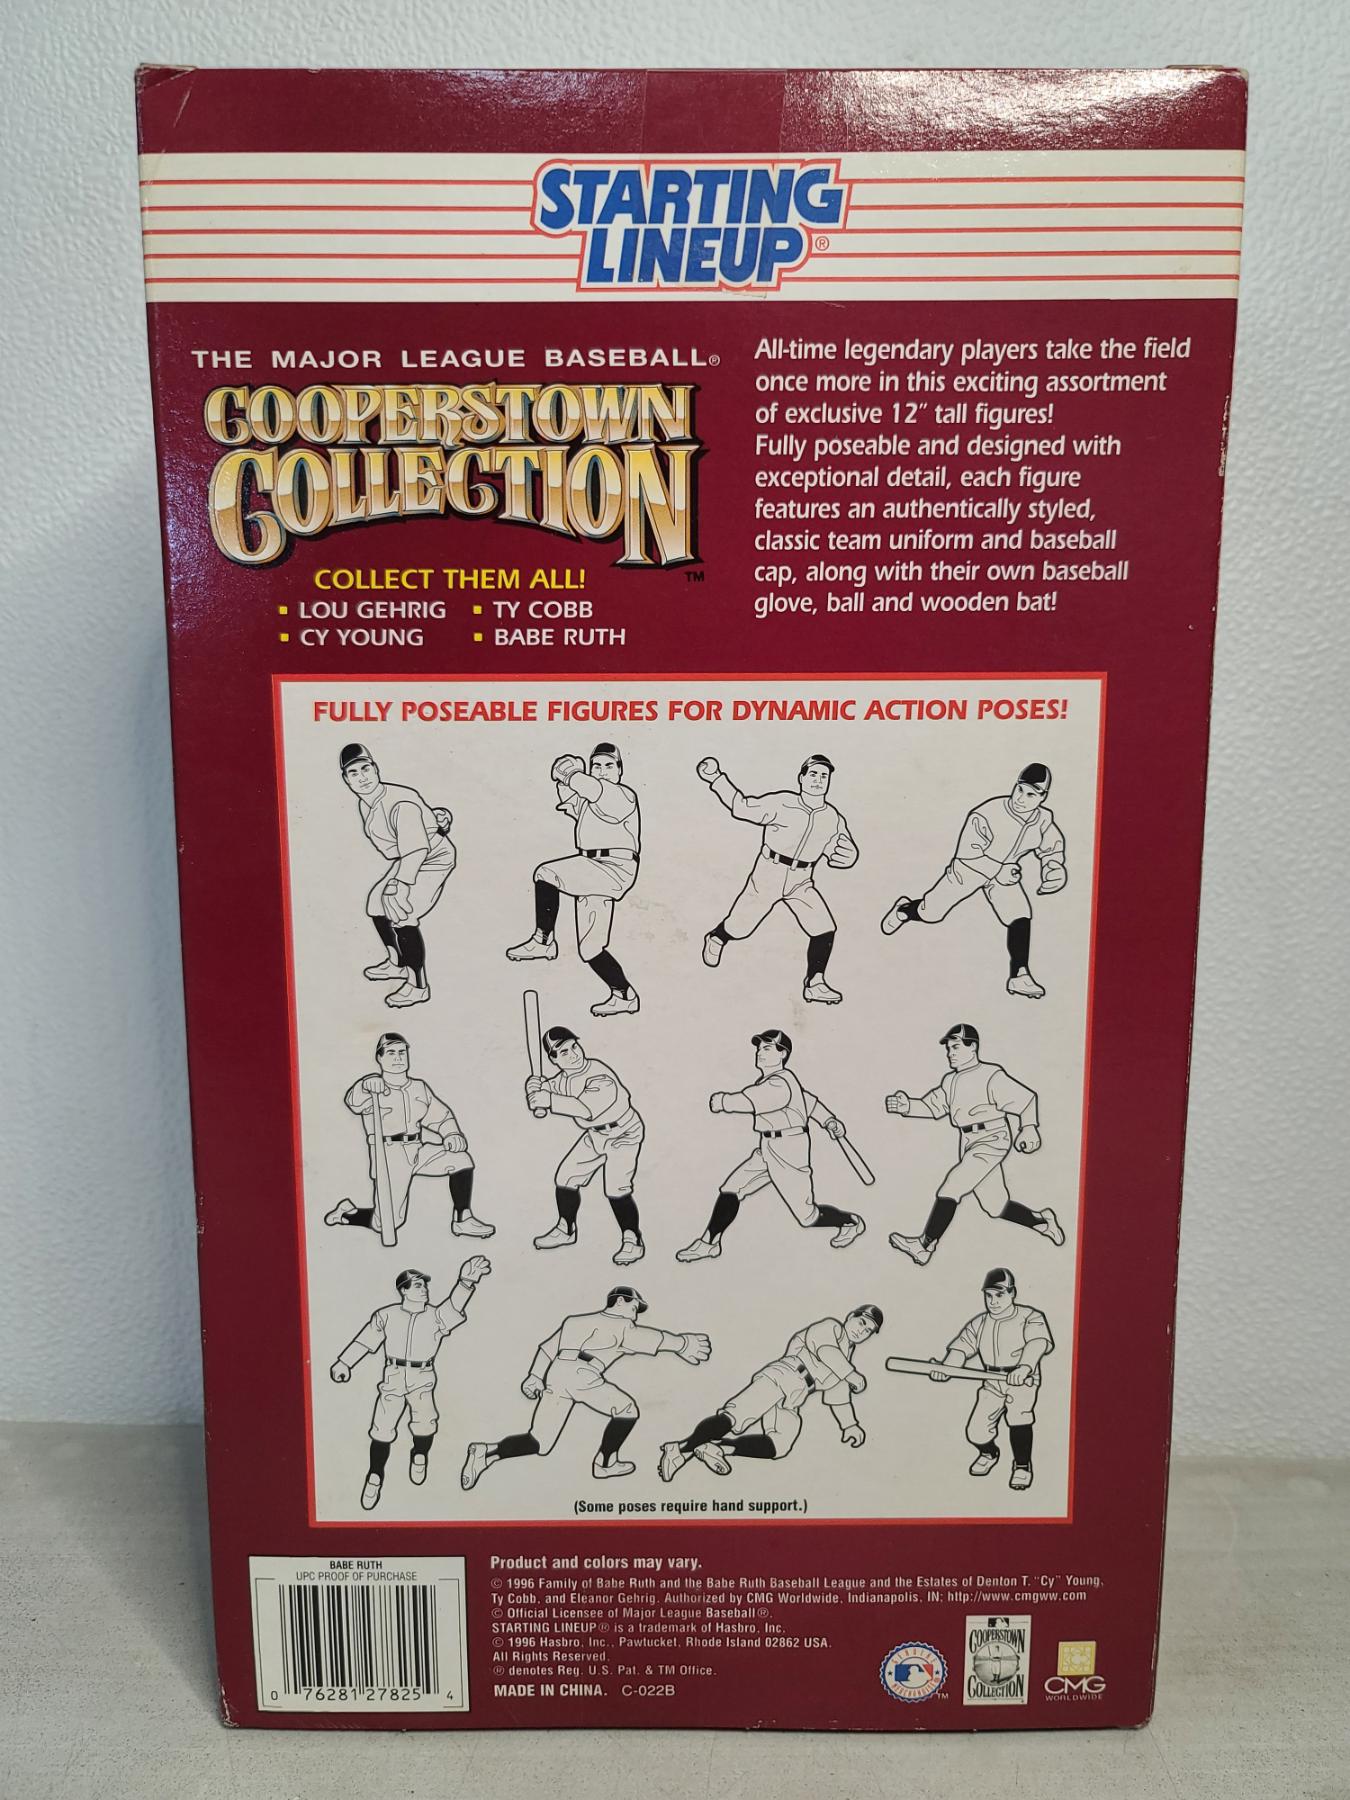 STARTING
LINEUP®
THE MAJOR LEAGUE BASEBALL®
COOPERSTOWN
COLLECTION™
COLLECT THEM ALL!
▪ LOU GEHRIG ▪ TY COBB
▪ CY YOUNG ▪ BABE RUTH
All-time legendary players take the field
once more in this exciting assortment
of exclusive 12" tall figures!
Fully poseable and designed with
exceptional detail, each figure
features an authentically styled,
classic team uniform and baseball
cap, along with their own baseball
glove, ball and wooden bat!
FULLY POSEABLE FIGURES FOR DYNAMIC ACTION POSES!
(Some poses require hand support.)
BABE RUTH
UPC PROOF OF PURCHASE
0 76281 27825 4
Product and colors may vary.
© 1996 Family of Babe Ruth and the Babe Ruth Baseball League and the Estates of Denton T. "Cy" Young,
Ty Cobb, and Eleanor Gehrig. Authorized by CMG Worldwide, Indianapolis, IN; http://www.cmgww.com
© Official Licensee of Major League Baseball®.
STARTING LINEUP® is a trademark of Hasbro, Inc.
© 1996 Hasbro, Inc., Pawtucket, Rhode Island 02862 USA.
All Rights Reserved.
® denotes Reg. U.S. Pat. & TM Office.
MADE IN CHINA. C-022B
GENUINE
MERCHANDISE
TM
COOPERSTOWN
COLLECTION
CMG
WORLDWIDE